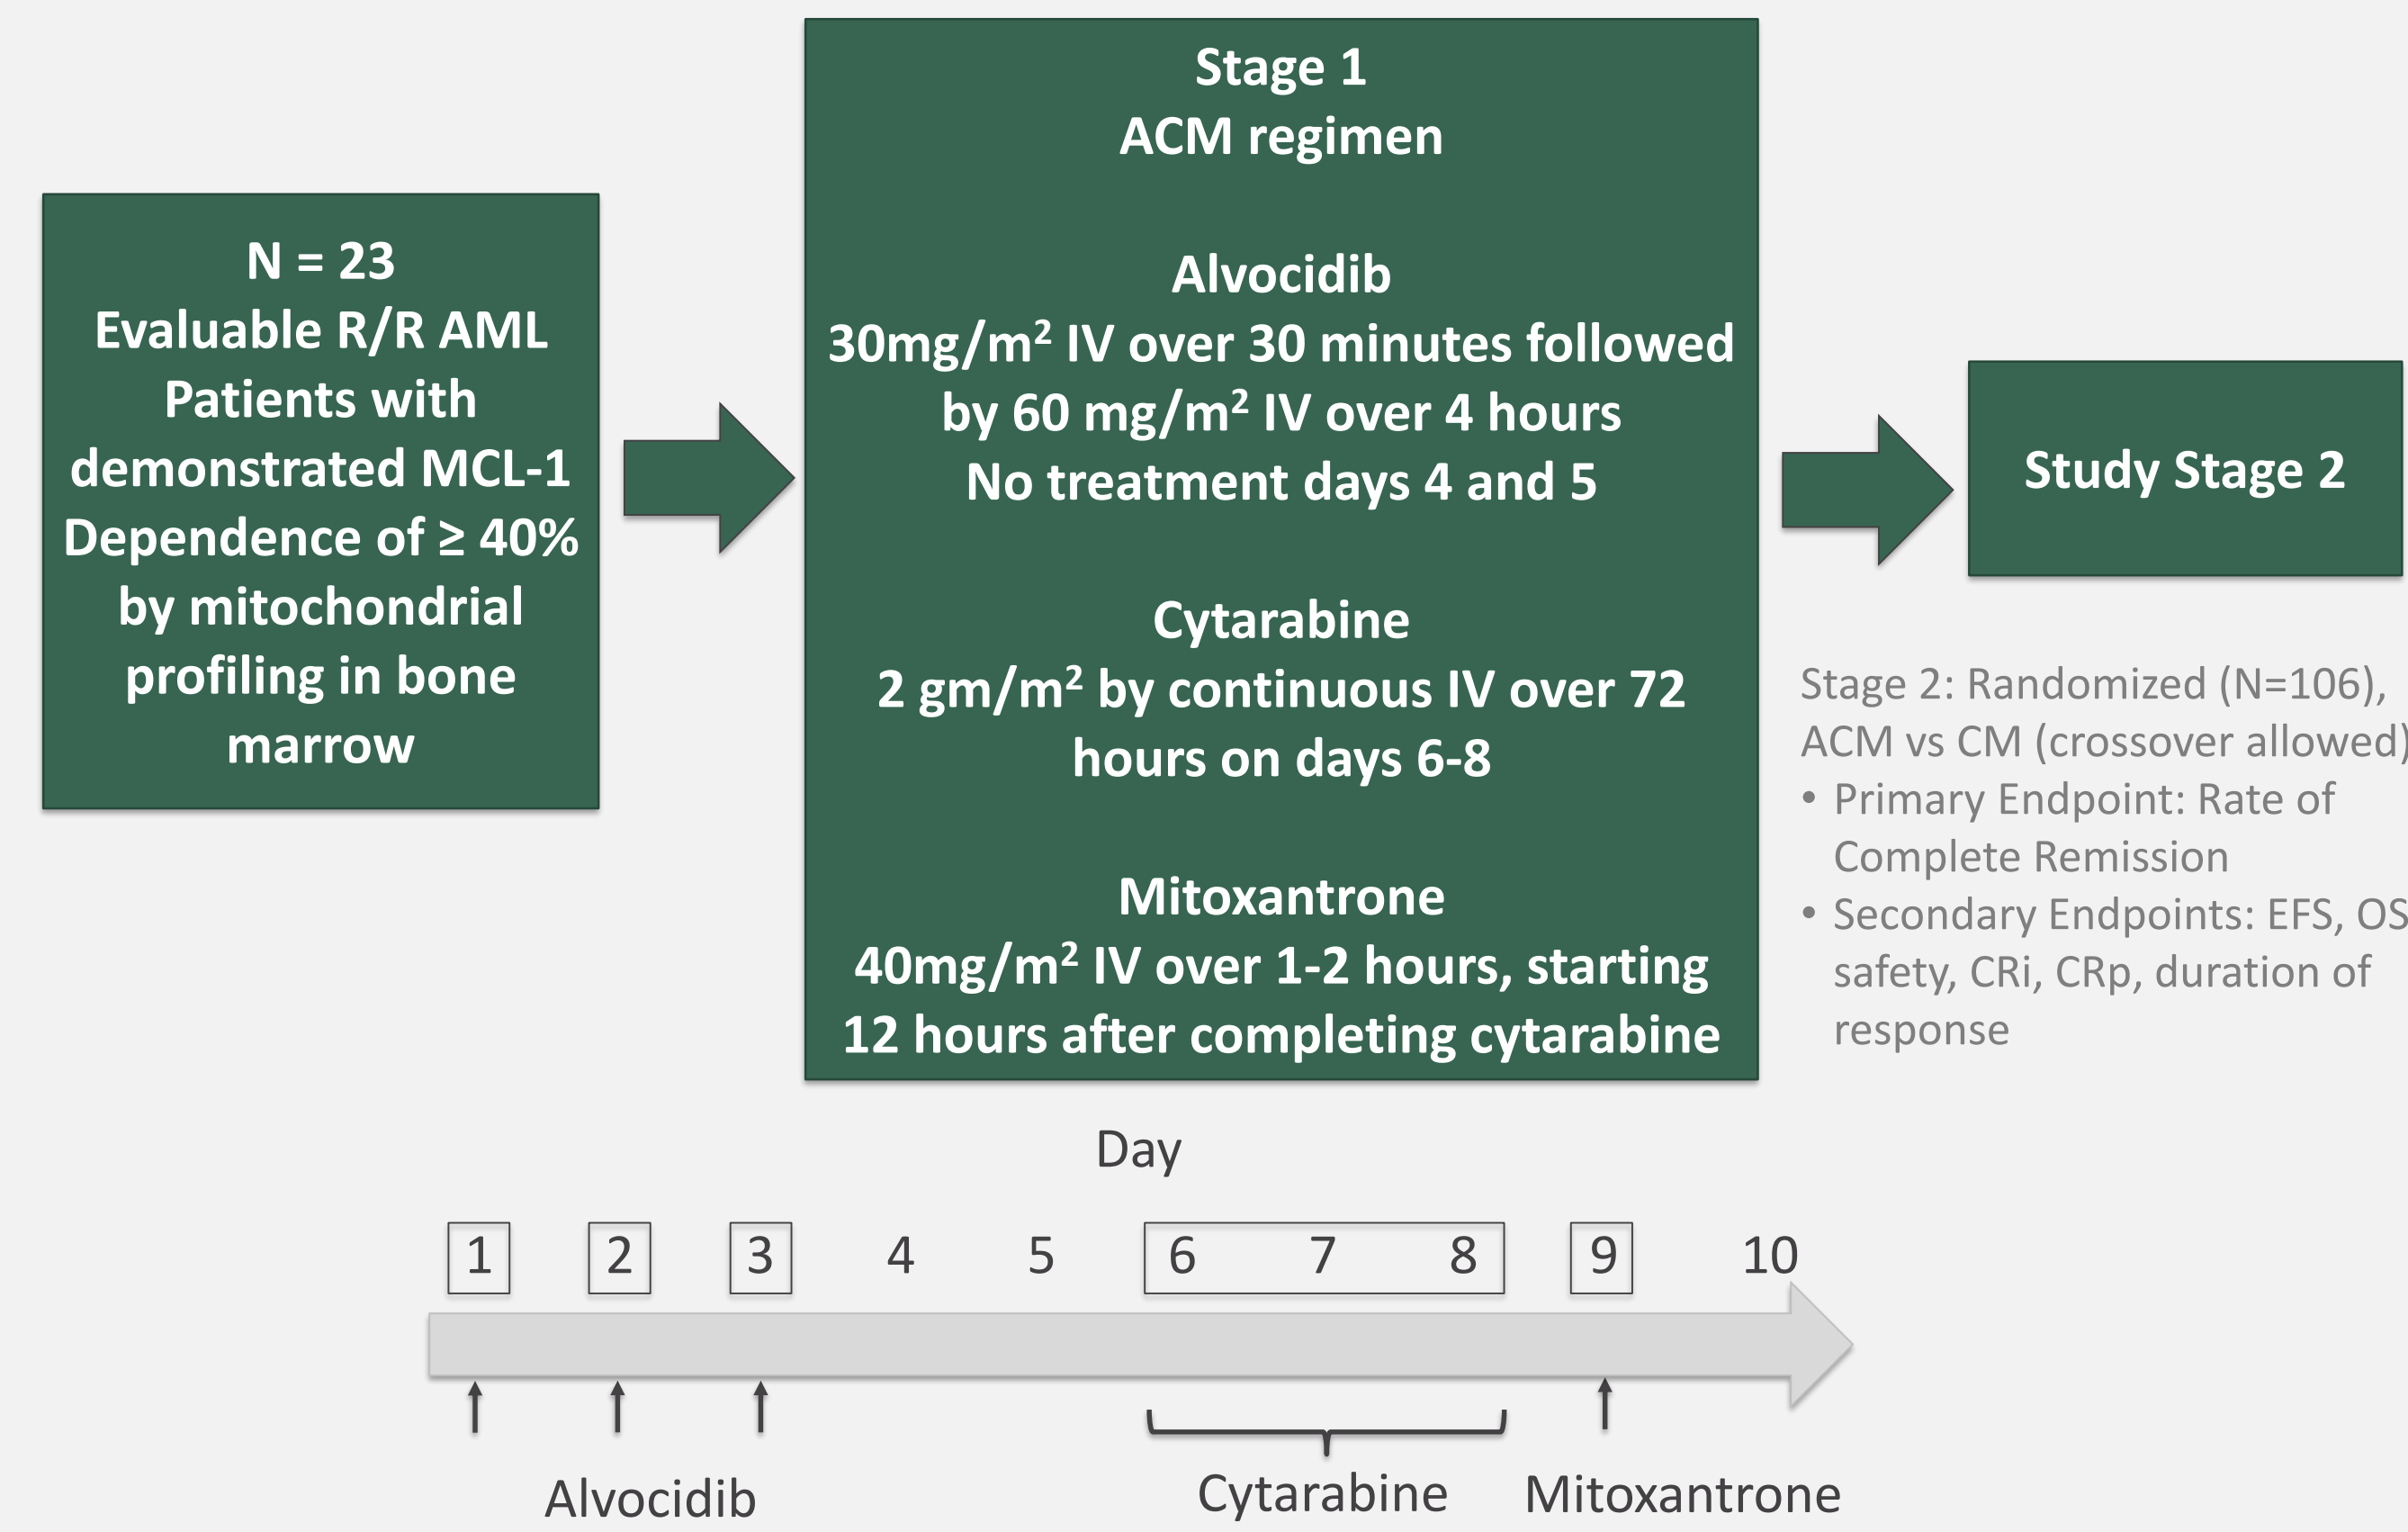 N = 23
Evaluable R/R AML
Patients with
demonstrated MCL-1
Dependence of ≥ 40%
by mitochondrial
profiling in bone
marrow
Stage 1
ACM regimen
Alvocidib
30mg/m² IV over 30 minutes followed
by 60 mg/m² IV over 4 hours
No treatment days 4 and 5
Cytarabine
2 gm/m² by continuous IV over 72
hours on days 6-8
Mitoxantrone
40mg/m² IV over 1-2 hours, starting
12 hours after completing cytarabine
Study Stage 2
Stage 2: Randomized (N=106),
ACM vs CM (crossover allowed)
• Primary Endpoint: Rate of
Complete Remission
• Secondary Endpoints: EFS, OS
safety, CRi, CRp, duration of
response
Day
1 2 3 4 5 6 7 8 9 10
Alvocidib Cytarabine Mitoxantrone